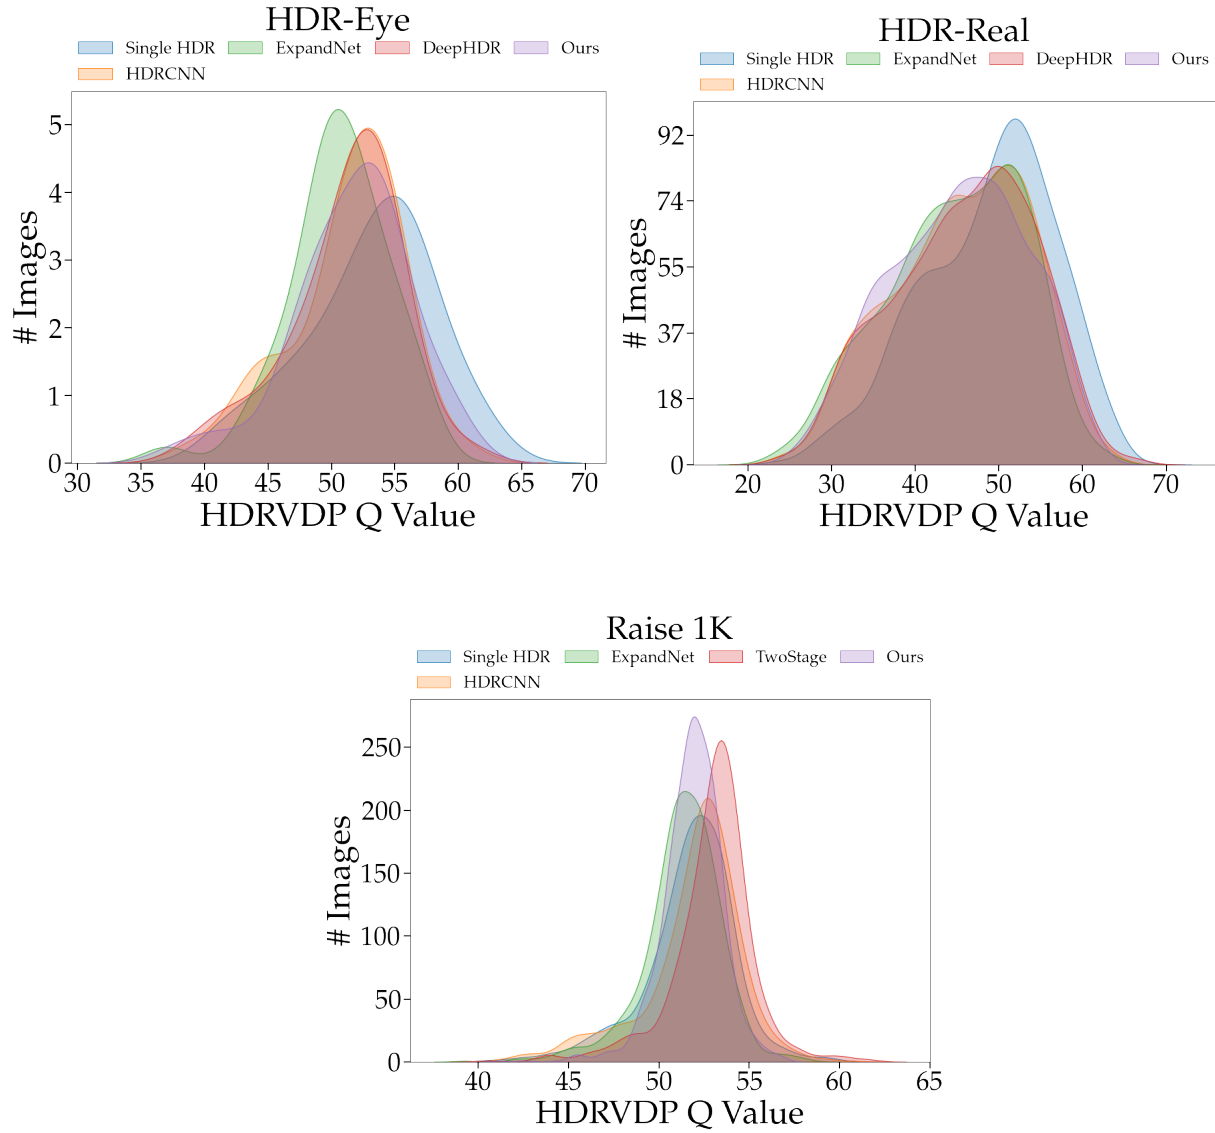 HDR-Eye
Single HDR ExpandNet DeepHDR Ours
HDRCNN
5
4
3
2
1
0
# Images
30 35 40 45 50 55 60 65 70
HDRVDP Q Value
HDR-Real
Single HDR ExpandNet DeepHDR Ours
HDRCNN
92
74
55
37
18
0
# Images
20 30 40 50 60 70
HDRVDP Q Value
Raise 1K
Single HDR ExpandNet TwoStage Ours
HDRCNN
250
200
150
100
50
0
# Images
40 45 50 55 60 65
HDRVDP Q Value